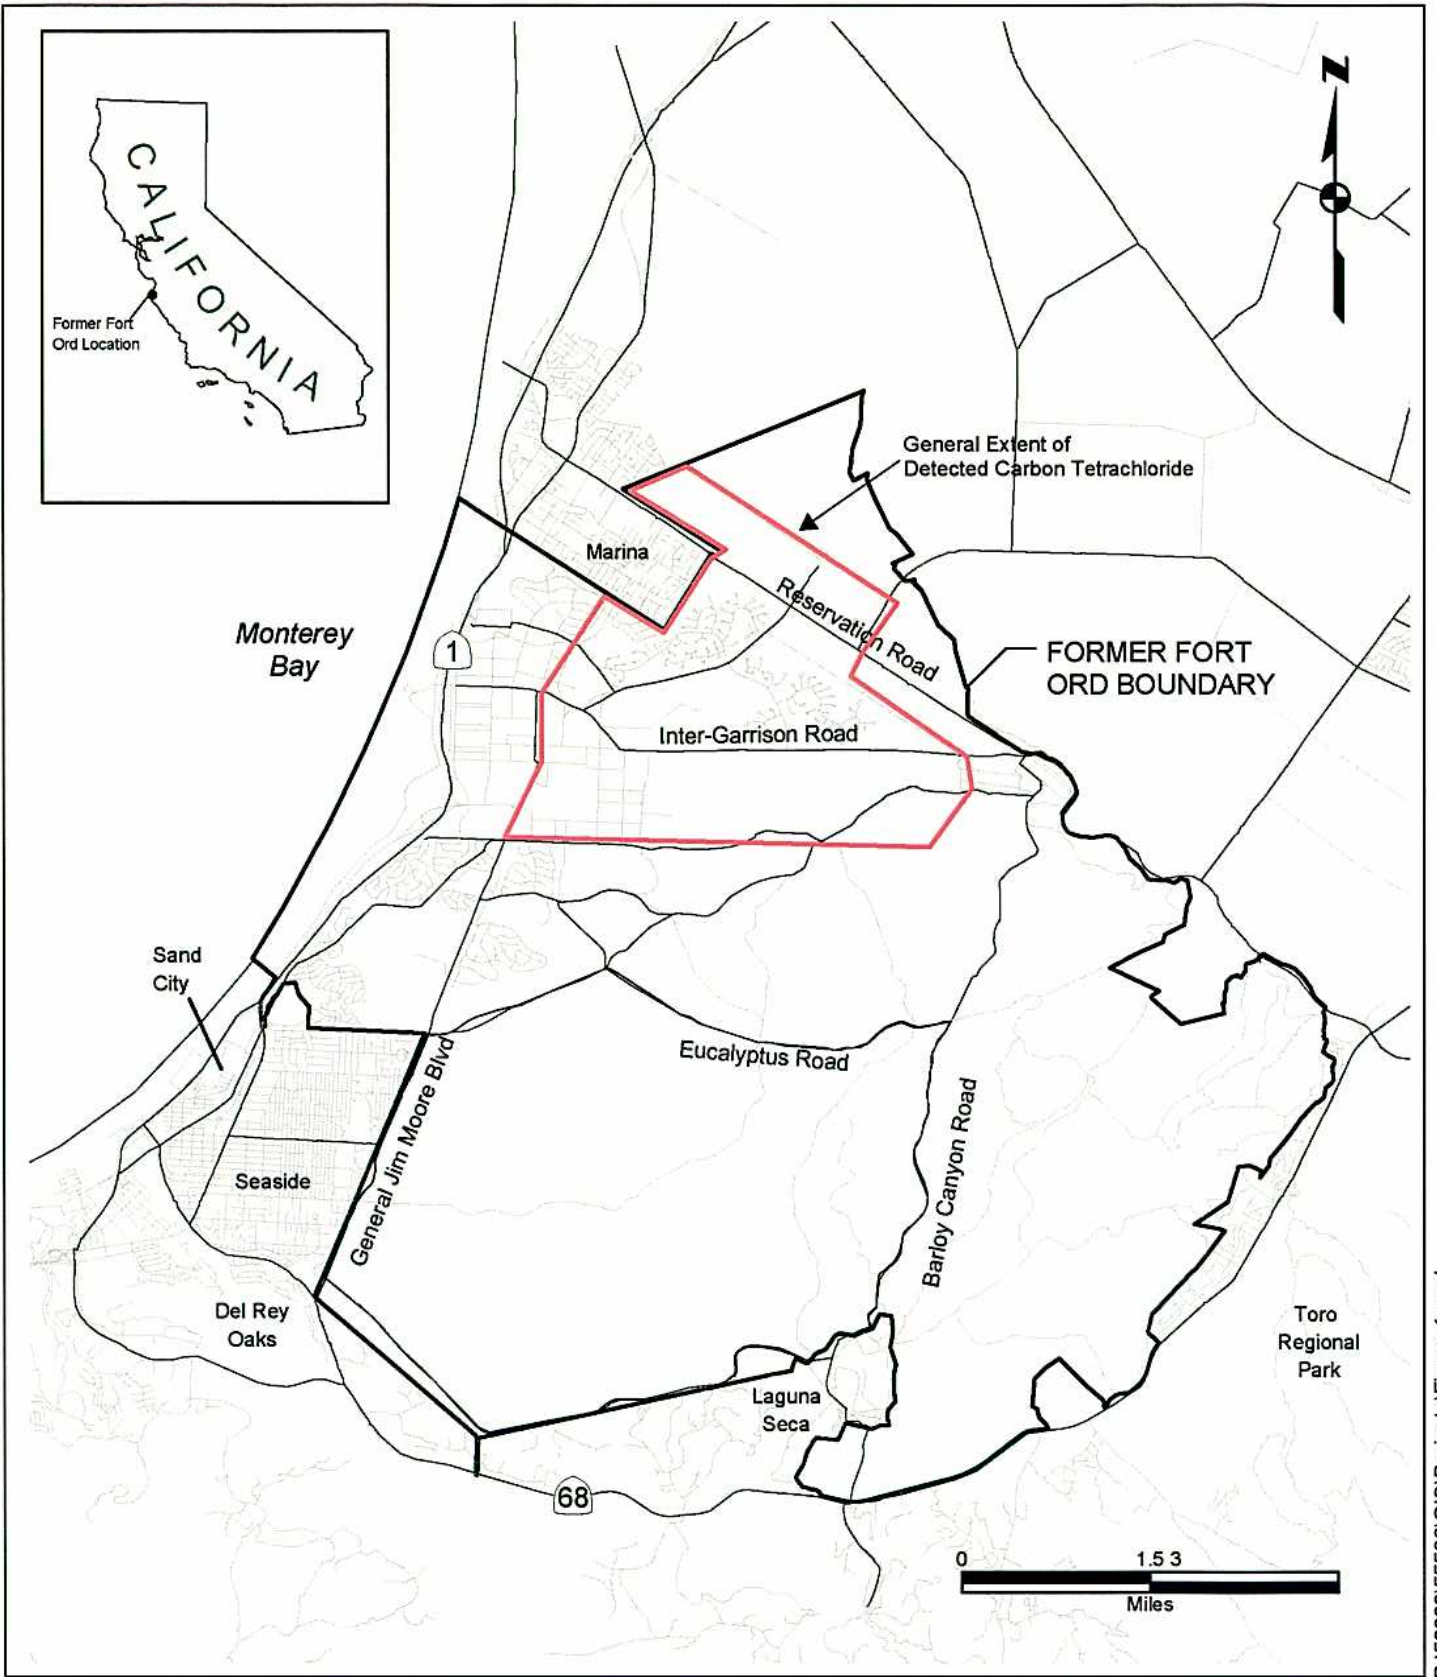 CALIFORNIA
Former Fort
Ord Location
N
General Extent of
Detected Carbon Tetrachloride
Marina
Reservation Road
Monterey
Bay
1
FORMER FORT
ORD BOUNDARY
Inter-Garrison Road
Sand
City
Eucalyptus Road
General Jim Moore Blvd
Barloy Canyon Road
Seaside
Del Rey
Oaks
Toro
Regional
Park
Laguna
Seca
68
0 1.5 3
Miles